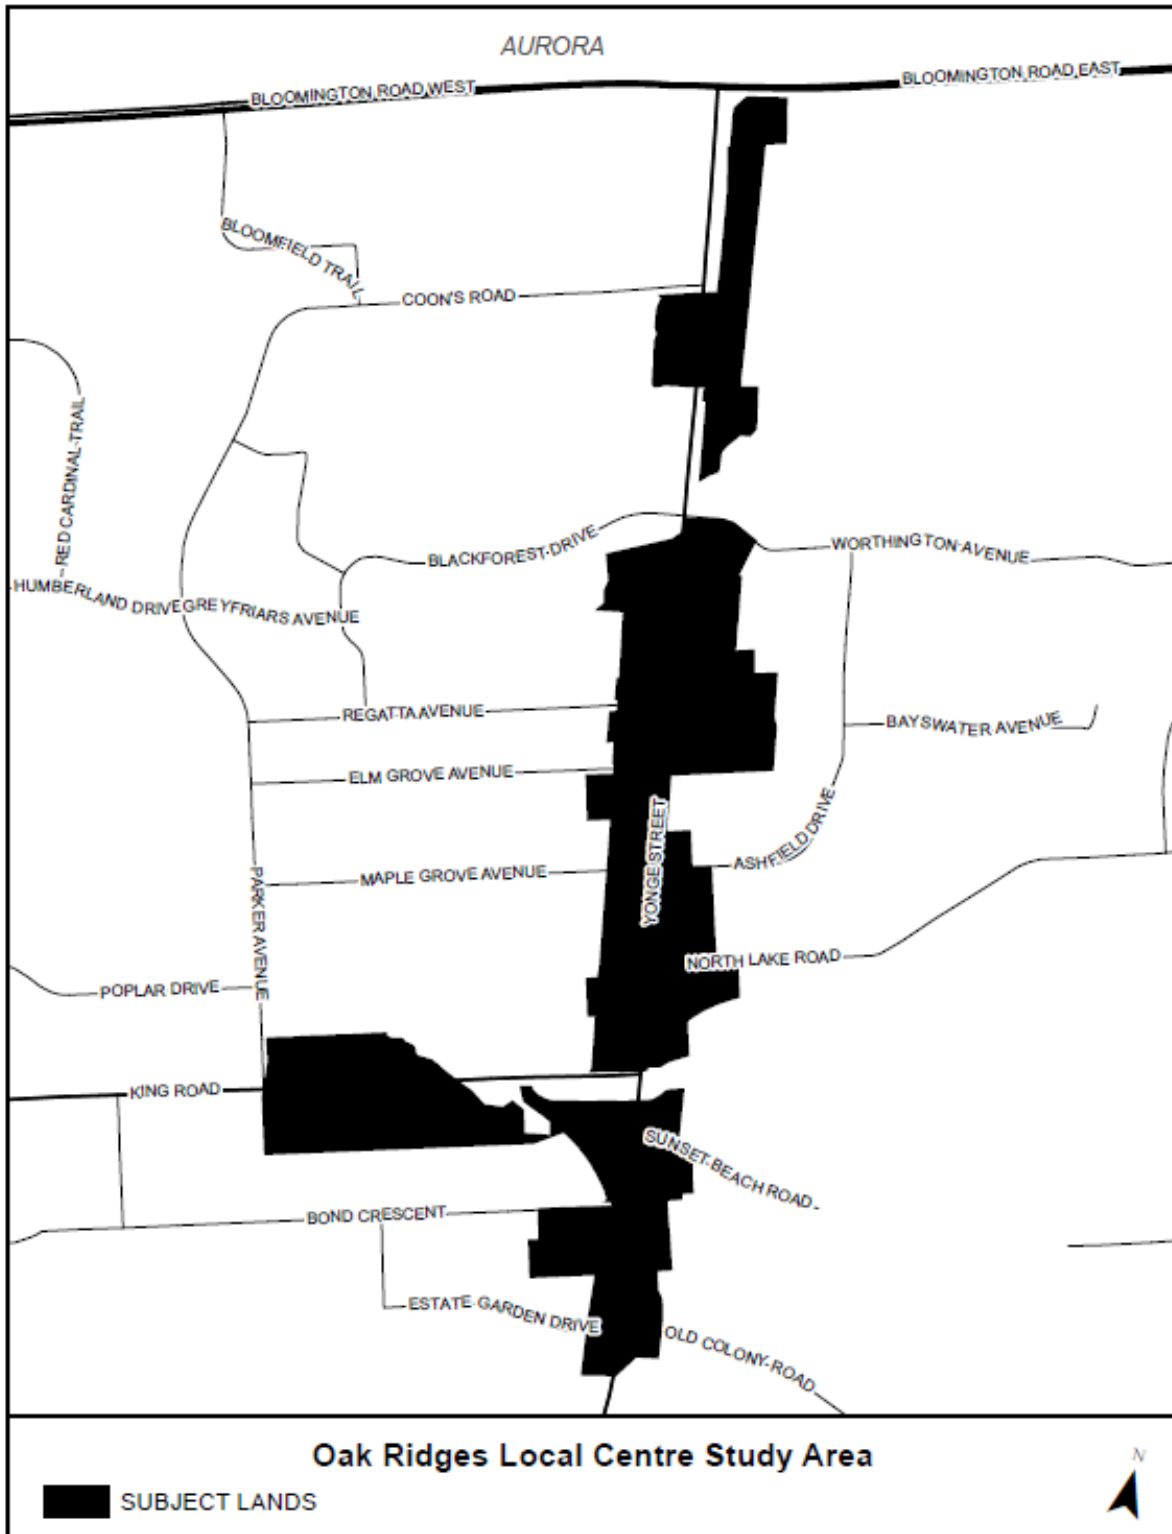 AURORA
BLOOMINGTON ROAD WEST
BLOOMINGTON ROAD EAST
BLOOMFIELD TRAIL
COON'S ROAD
RED CARDINAL TRAIL
BLACKFOREST DRIVE
WORTHINGTON AVENUE
HUMBERLAND DRIVE
GREYFRIARS AVENUE
REGATTA AVENUE
BAYSWATER AVENUE
ELM GROVE AVENUE
YONGE STREET
ASHFIELD DRIVE
MAPLE GROVE AVENUE
PARKER AVENUE
NORTH LAKE ROAD
POPLAR DRIVE
KING ROAD
SUNSET BEACH ROAD
BOND CRESCENT
ESTATE GARDEN DRIVE
OLD COLONY ROAD
Oak Ridges Local Centre Study Area
N
SUBJECT LANDS